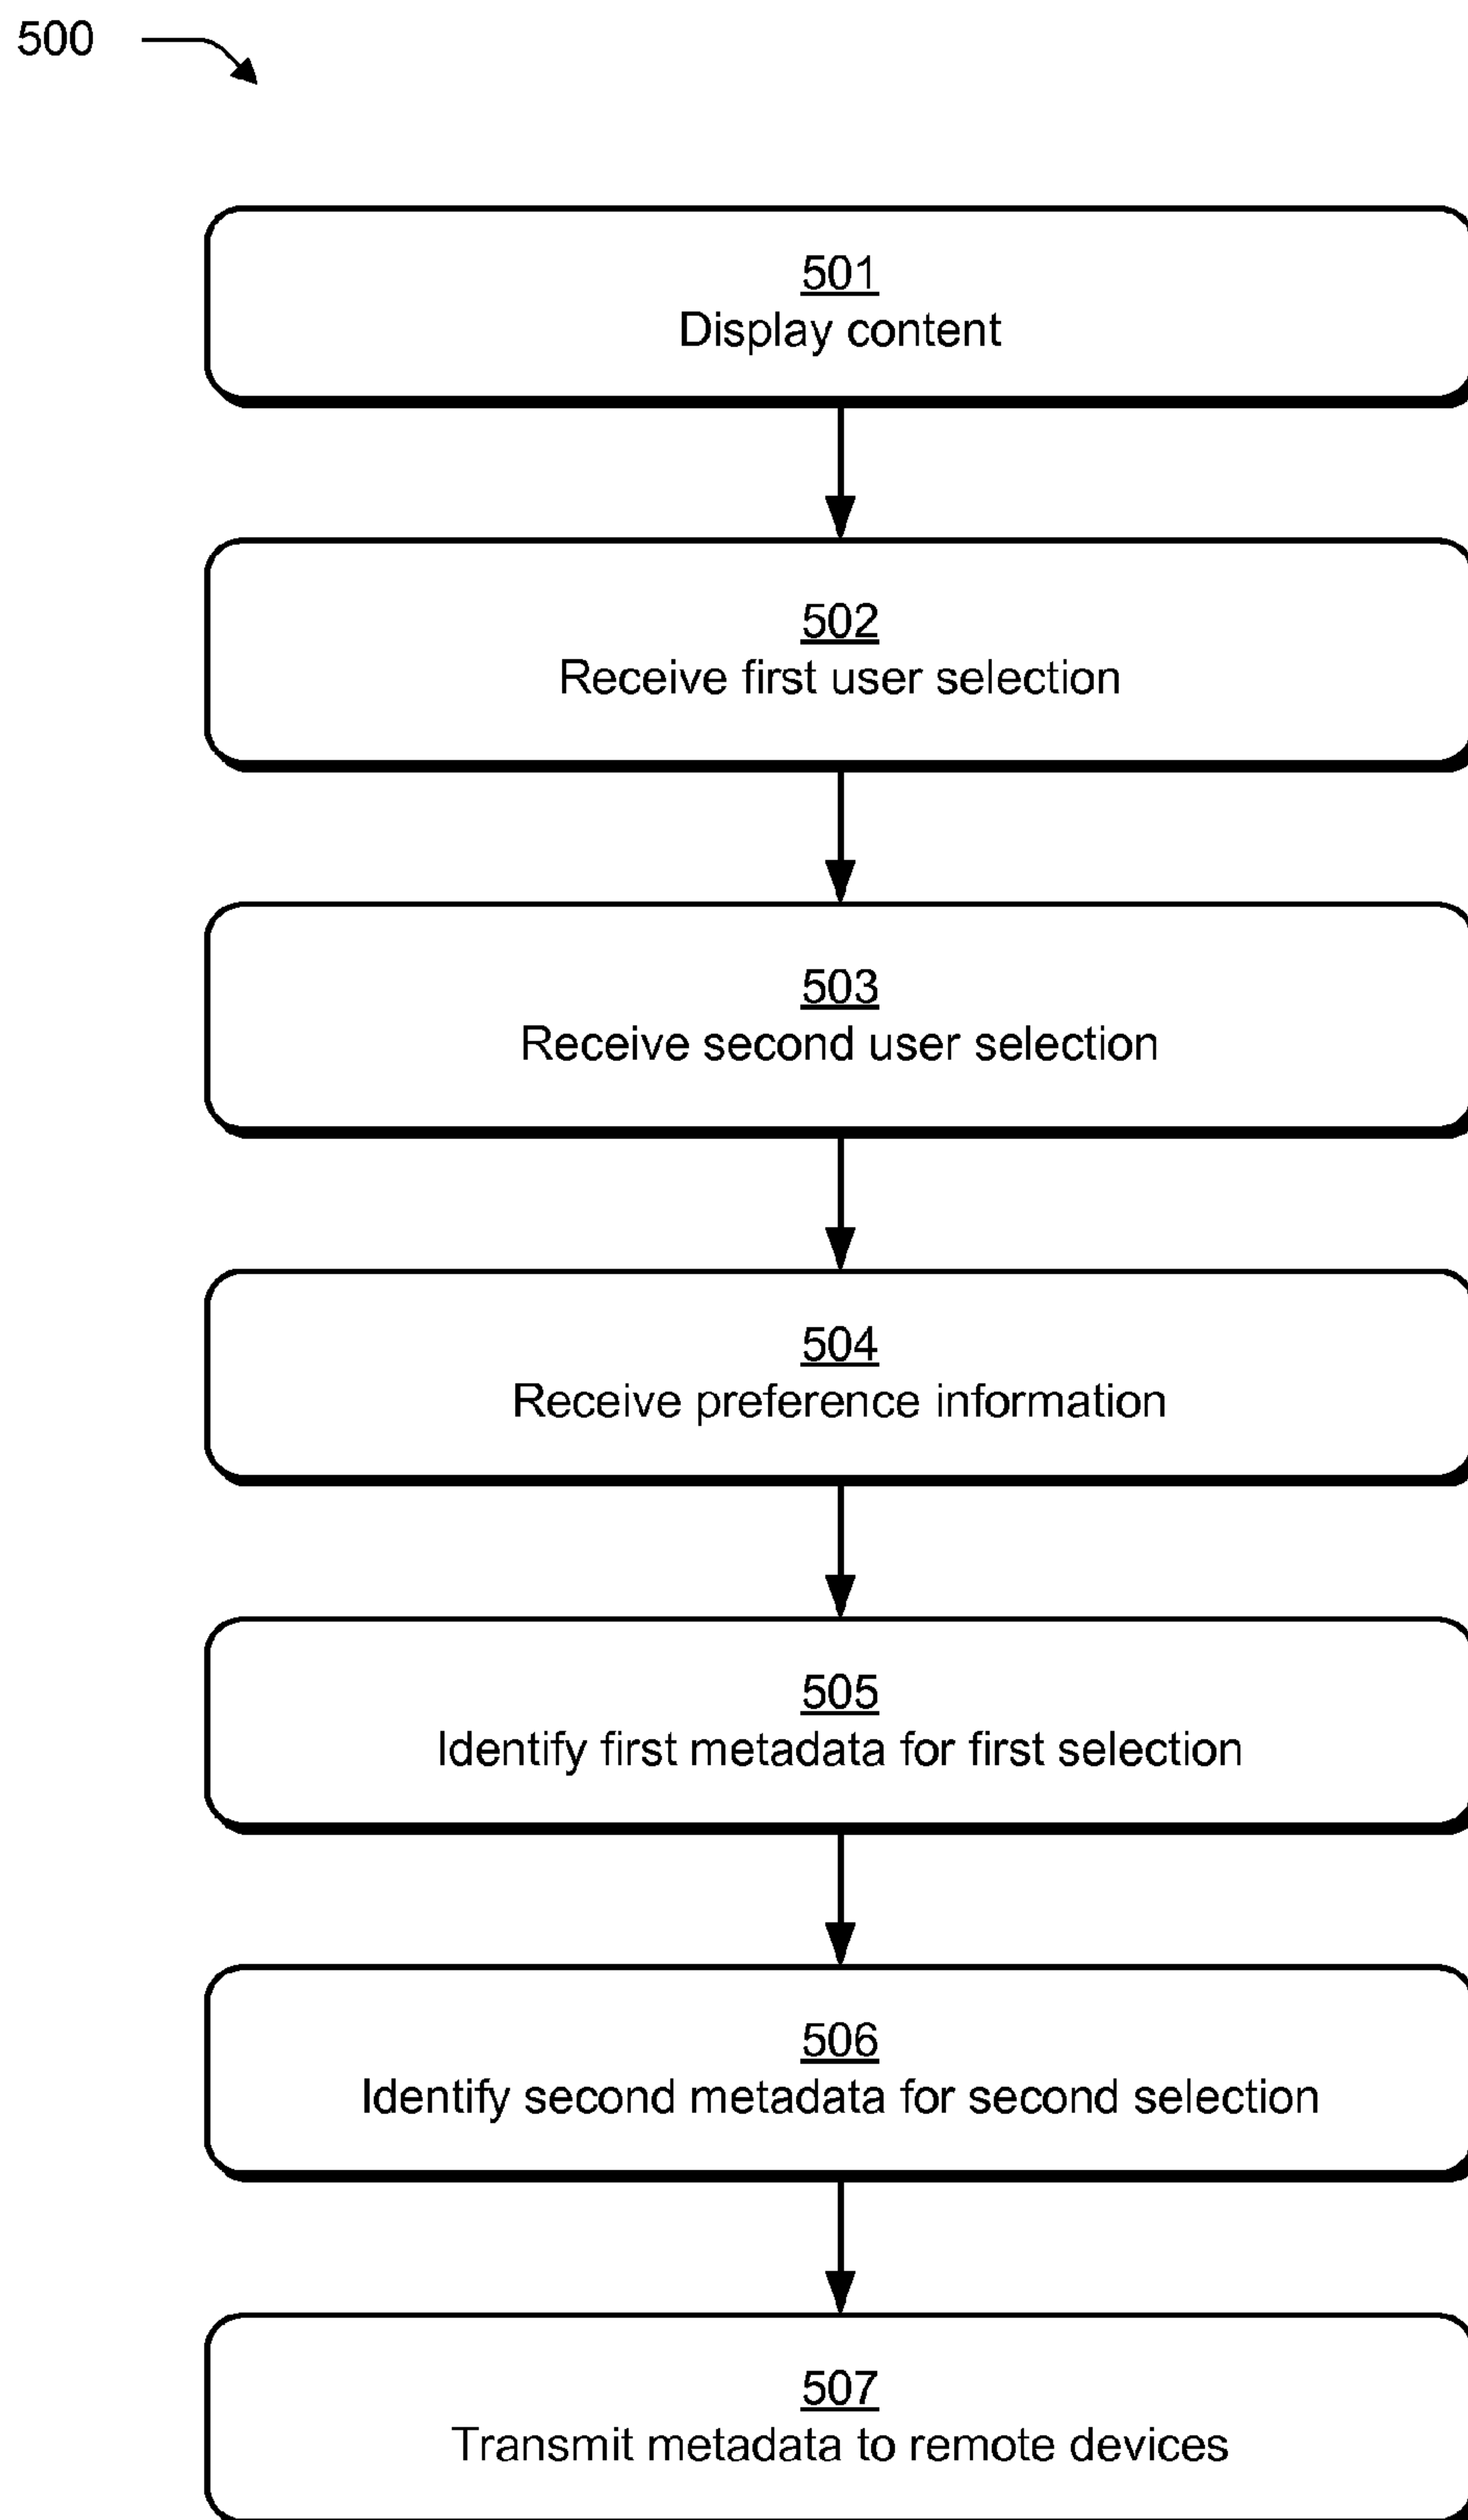 500
501
Display content
502
Receive first user selection
503
Receive second user selection
504
Receive preference information
505
Identify first metadata for first selection
506
Identify second metadata for second selection
507
Transmit metadata to remote devices